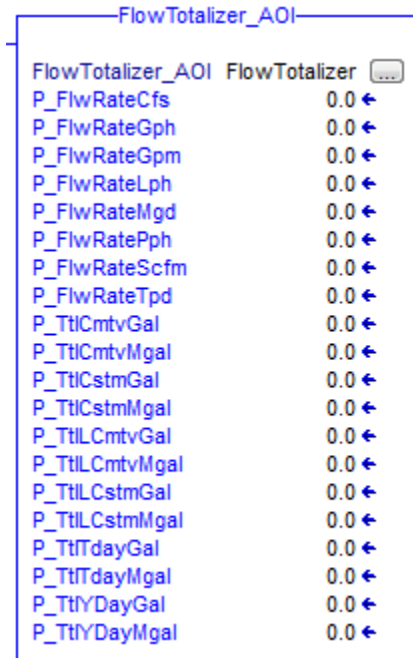 FlowTotalizer_AOI
FlowTotalizer_AOI FlowTotalizer ...
P_FlwRateCfs 0.0
P_FlwRateGph 0.0
P_FlwRateGpm 0.0
P_FlwRateLph 0.0
P_FlwRateMgd 0.0
P_FlwRatePph 0.0
P_FlwRateScfm 0.0
P_FlwRateTpd 0.0
P_TtlCmtvGal 0.0
P_TtlCmtvMgal 0.0
P_TtlCstmGal 0.0
P_TtlCstmMgal 0.0
P_TtlLCmtvGal 0.0
P_TtlLCmtvMgal 0.0
P_TtlLCstmGal 0.0
P_TtlLCstmMgal 0.0
P_TtlTdayGal 0.0
P_TtlTdayMgal 0.0
P_TtlYDayGal 0.0
P_TtlYDayMgal 0.0